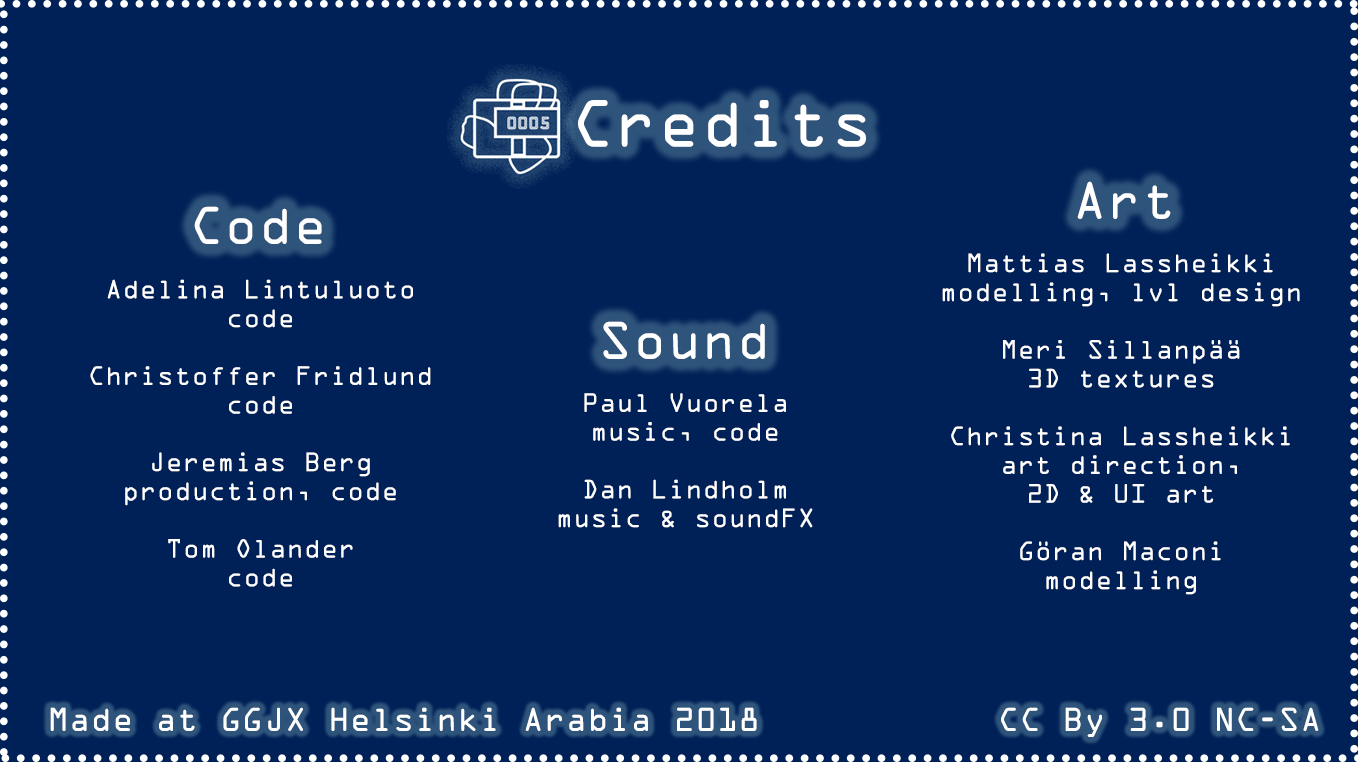 0005
Credits
Code
Adelina Lintuluoto
code
Christoffer Fridlund
code
Jeremias Berg
production, code
Tom Olander
code
Sound
Paul Vuorela
music, code
Dan Lindholm
music & soundFX
Art
Mattias Lassheikki
modelling, lvl design
Meri Sillanpää
3D textures
Christina Lassheikki
art direction,
2D & UI art
Göran Maconi
modelling
Made at GGJX Helsinki Arabia 2018
CC By 3.0 NC-SA